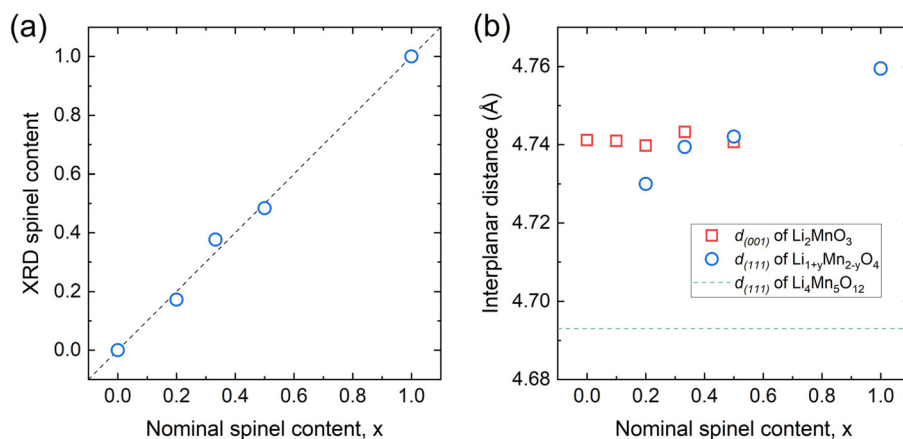 (a)
1.0
0.8
0.6
0.4
0.2
0.0
XRD spinel content
0.0 0.2 0.4 0.6 0.8 1.0
Nominal spinel content, x
(b)
4.76
4.74
4.72
4.70
4.68
Interplanar distance (Å)
d(001) of Li2MnO3
d(111) of Li1+yMn2-yO4
d(111) of Li4Mn5O12
0.0 0.2 0.4 0.6 0.8 1.0
Nominal spinel content, x